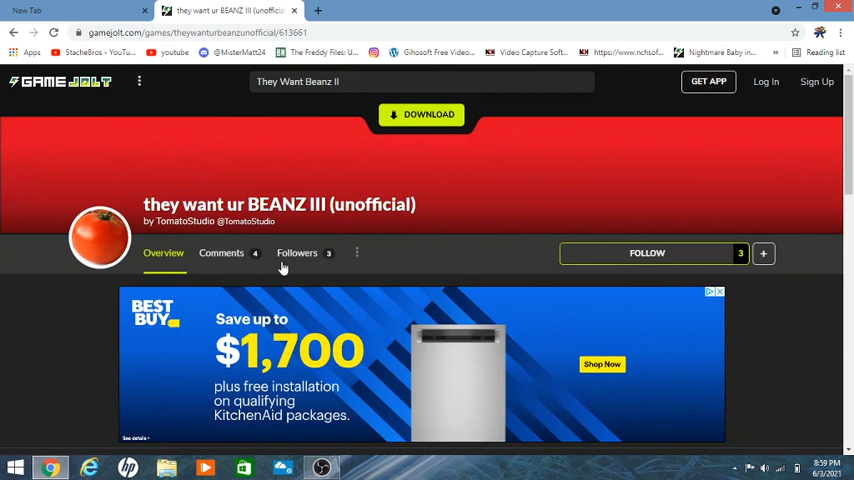 New Tab
they want ur BEANZ III (unofficia
gamejolt.com/games/theywanturbeanzunofficial/613661
Apps
StacheBros - YouTu...
youtube
@MisterMatt24
The Freddy Files: U...
Gihosoft Free Video...
Video Capture Soft...
https://www.nchsof...
Nightmare Baby in...
»
Reading list
GAME JOLT
They Want Beanz II
GET APP
Log In
Sign Up
DOWNLOAD
they want ur BEANZ III (unofficial)
by TomatoStudio @TomatoStudio
Overview
Comments 4
Followers 3
FOLLOW 3
BEST BUY
Save up to
$1,700
plus free installation
on qualifying
KitchenAid packages.
Shop Now
See details
hp
8:59 PM
6/3/2021